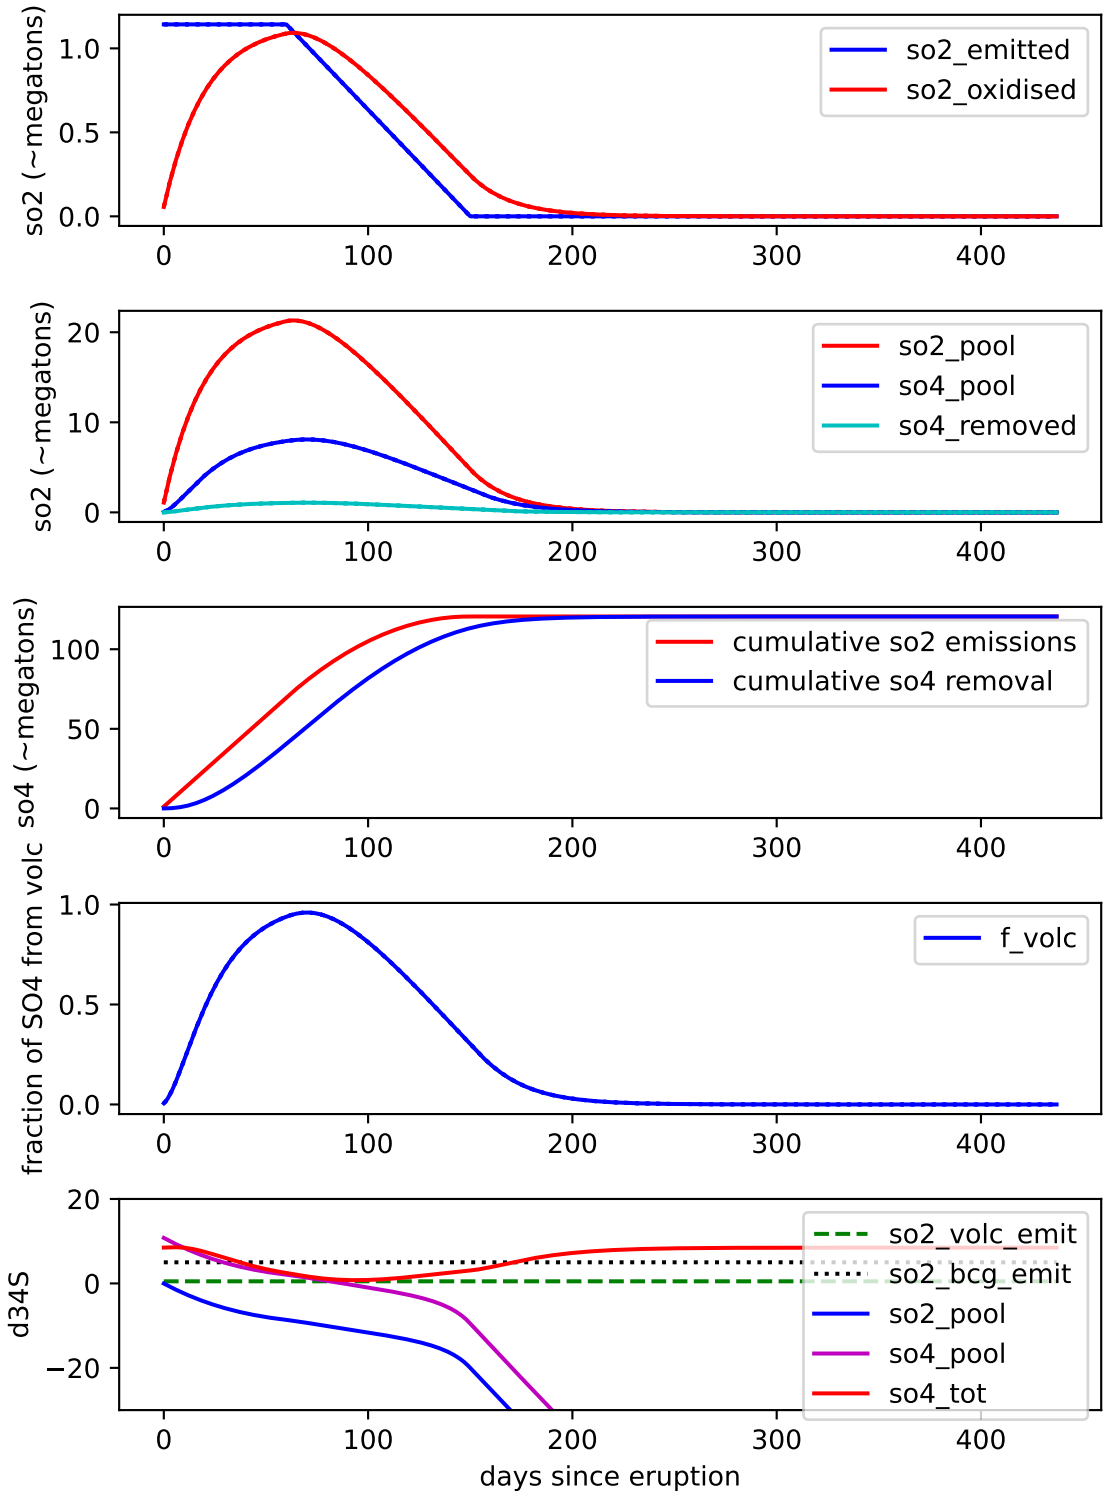 so2 (~megatons)
1.0
0.5
0.0
so2_emitted
so2_oxidised
0 100 200 300 400
so2 (~megatons)
20
10
0
so2_pool
so4_pool
so4_removed
0 100 200 300 400
so4 (~megatons)
100
50
0
cumulative so2 emissions
cumulative so4 removal
0 100 200 300 400
fraction of SO4 from volc
1.0
0.5
0.0
f_volc
0 100 200 300 400
d34S
20
0
−20
so2_volc_emit
so2_bcg_emit
so2_pool
so4_pool
so4_tot
0 100 200 300 400
days since eruption